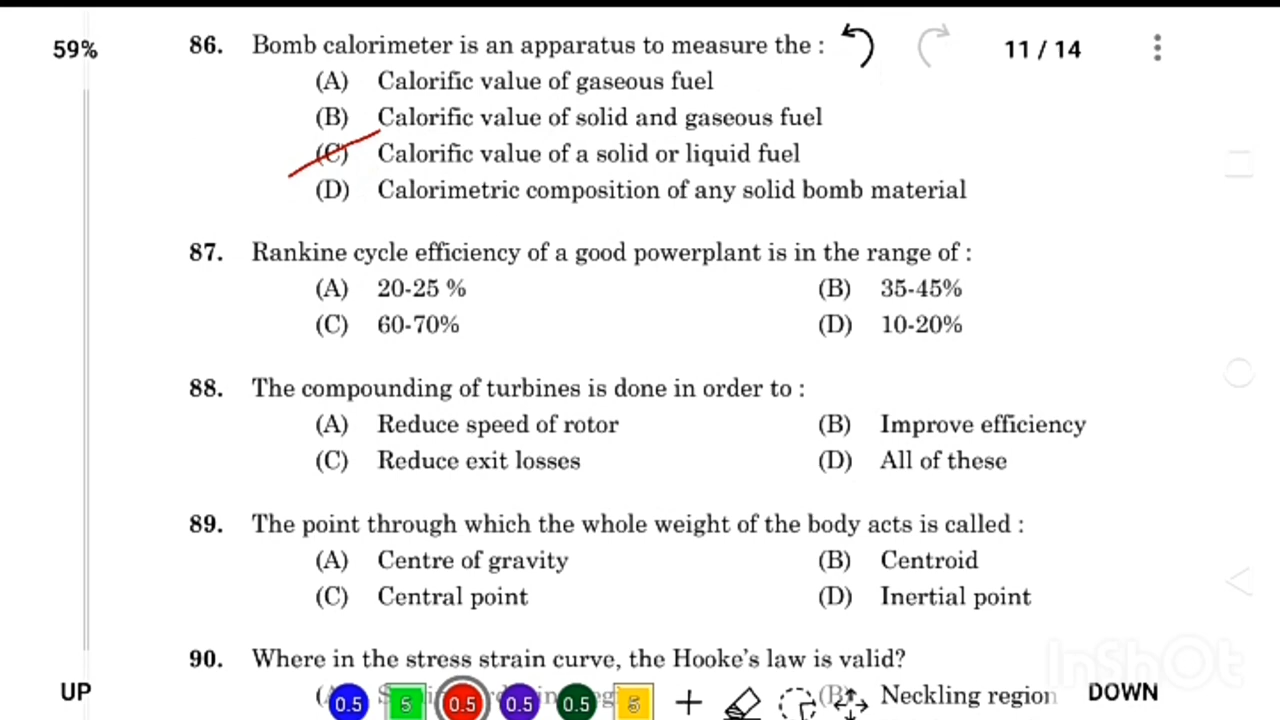 59%
86. Bomb calorimeter is an apparatus to measure the :
11 / 14
(A) Calorific value of gaseous fuel
(B) Calorific value of solid and gaseous fuel
(C) Calorific value of a solid or liquid fuel
(D) Calorimetric composition of any solid bomb material
87. Rankine cycle efficiency of a good powerplant is in the range of :
(A) 20-25 % (B) 35-45%
(C) 60-70% (D) 10-20%
88. The compounding of turbines is done in order to :
(A) Reduce speed of rotor (B) Improve efficiency
(C) Reduce exit losses (D) All of these
89. The point through which the whole weight of the body acts is called :
(A) Centre of gravity (B) Centroid
(C) Central point (D) Inertial point
90. Where in the stress strain curve, the Hooke's law is valid?
InShOt
UP
(B) Neckling region
DOWN
0.5 5 0.5 0.5 0.5 5